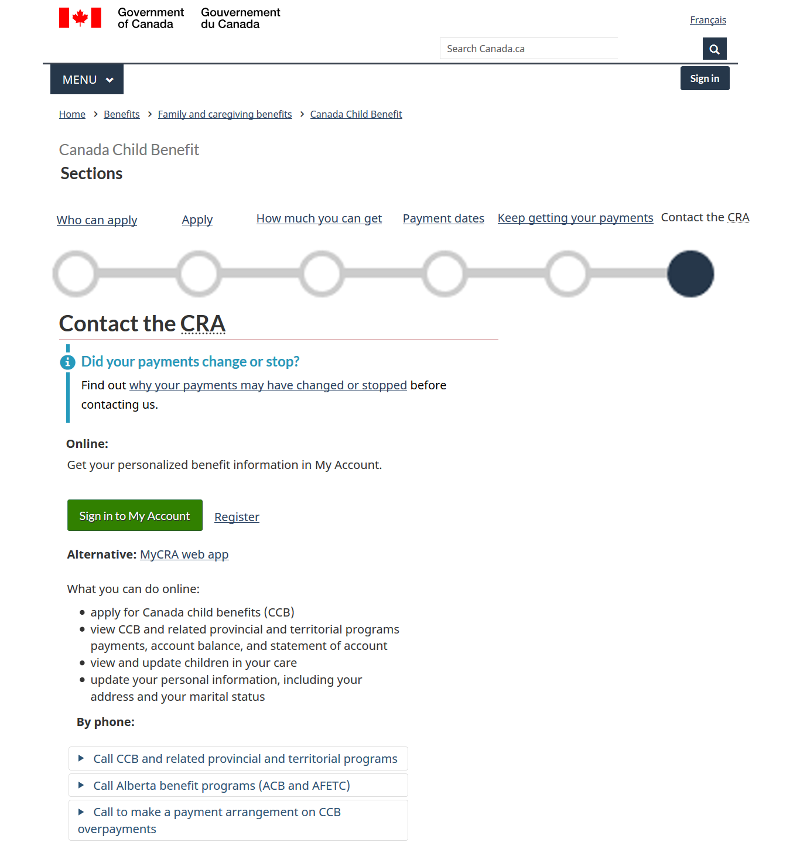 Government of Canada
Gouvernement du Canada
Français
Search Canada.ca
MENU
Sign in
Home > Benefits > Family and caregiving benefits > Canada Child Benefit
Canada Child Benefit
Sections
Who can apply
Apply
How much you can get
Payment dates
Keep getting your payments
Contact the CRA
Contact the CRA
Did your payments change or stop?
Find out why your payments may have changed or stopped before
contacting us.
Online:
Get your personalized benefit information in My Account.
Sign in to My Account
Register
Alternative: MyCRA web app
What you can do online:
• apply for Canada child benefits (CCB)
• view CCB and related provincial and territorial programs
payments, account balance, and statement of account
• view and update children in your care
• update your personal information, including your
address and your marital status
By phone:
Call CCB and related provincial and territorial programs
Call Alberta benefit programs (ACB and AFETC)
Call to make a payment arrangement on CCB
overpayments